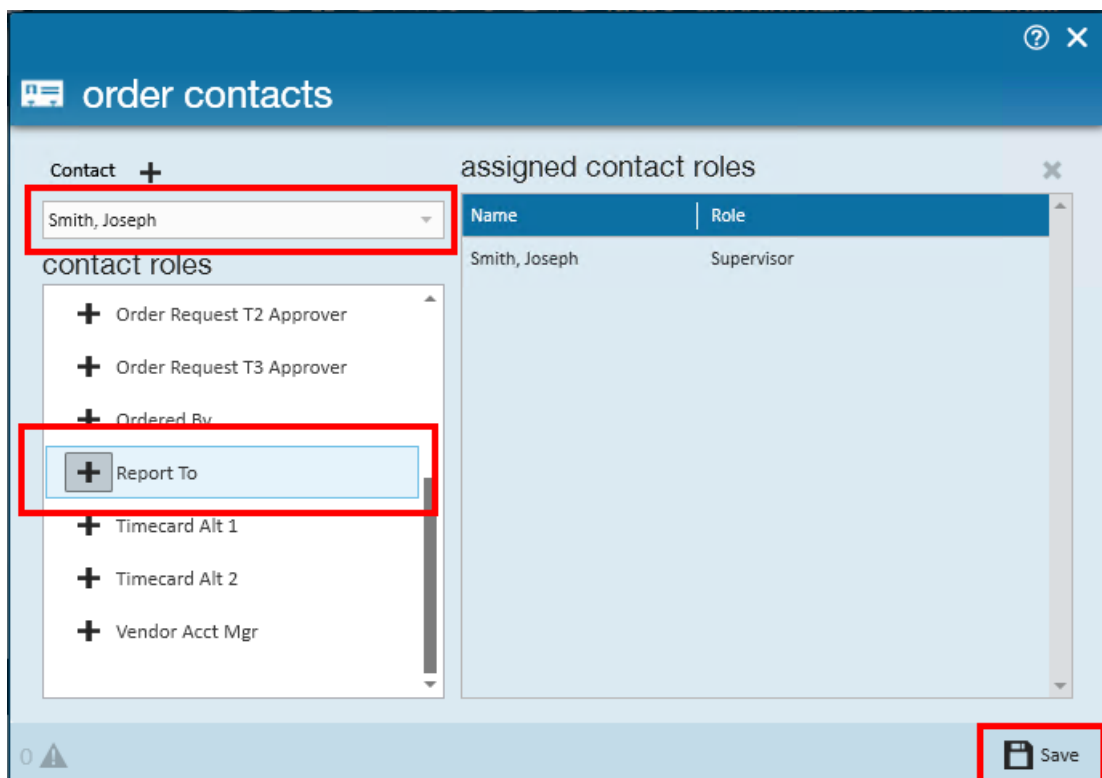 order contacts
Contact
Smith, Joseph
contact roles
Order Request T2 Approver
Order Request T3 Approver
Ordered By
Report To
Timecard Alt 1
Timecard Alt 2
Vendor Acct Mgr
assigned contact roles
Name Role
Smith, Joseph Supervisor
0
Save